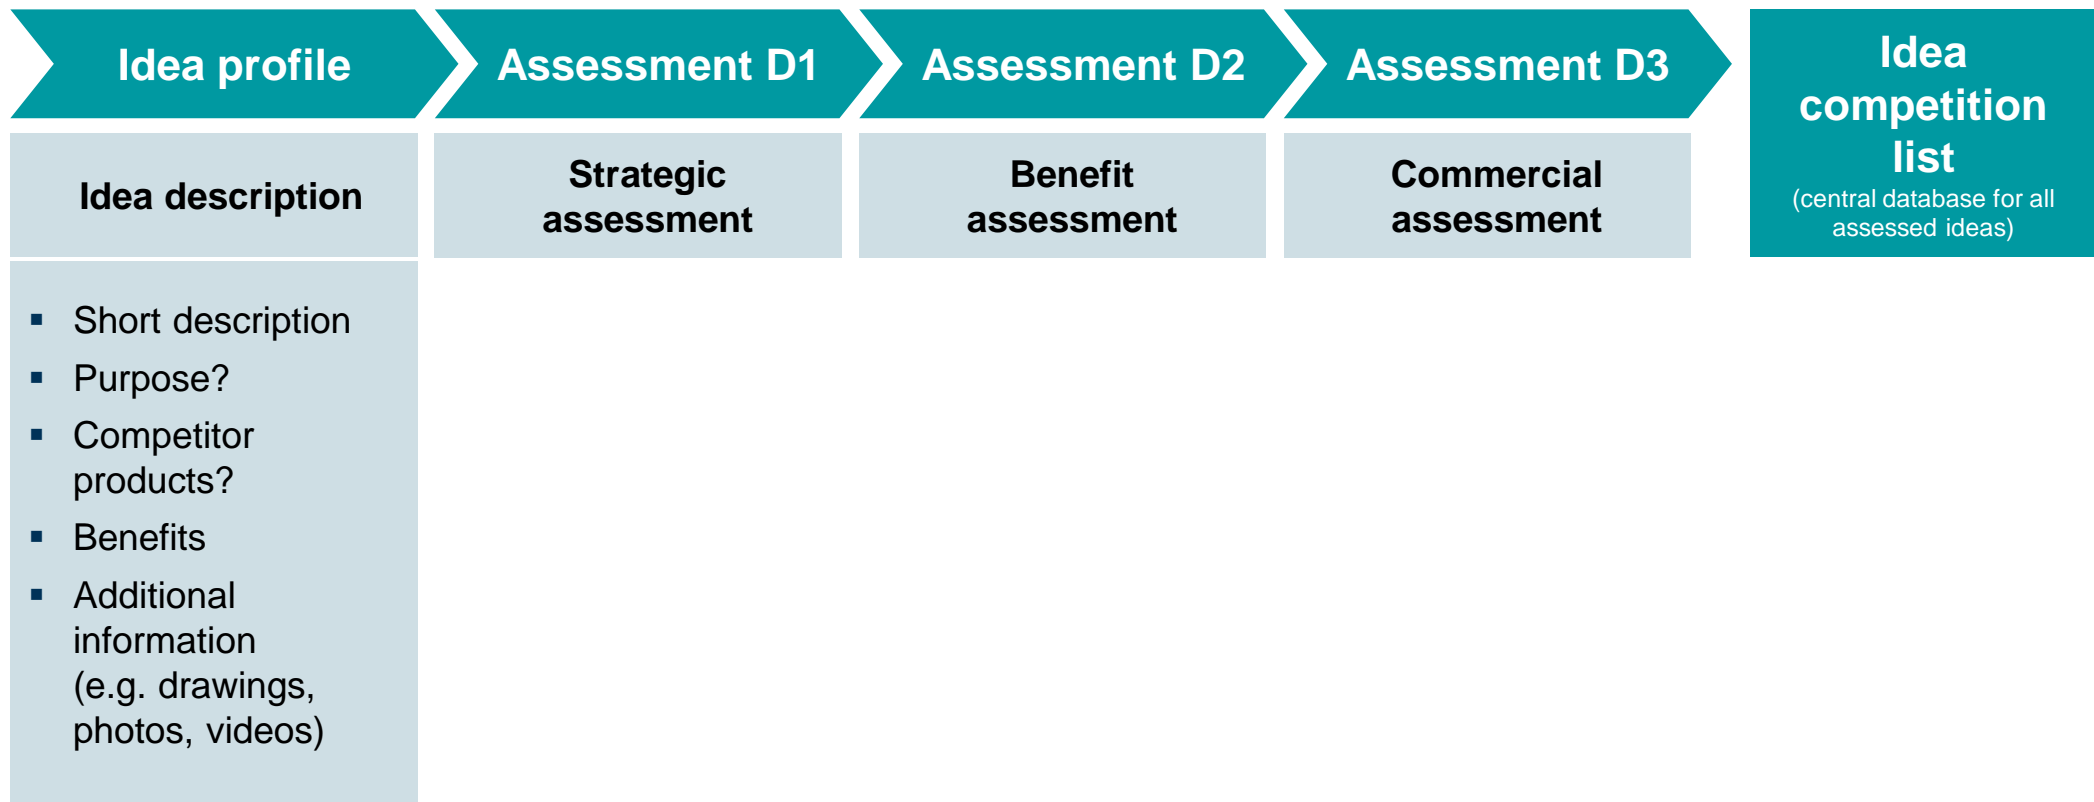 Idea profile
Assessment D1
Assessment D2
Assessment D3
Idea
competition
list
(central database for all
assessed ideas)
Idea description
Strategic
assessment
Benefit
assessment
Commercial
assessment
▪ Short description
▪ Purpose?
▪ Competitor
products?
▪ Benefits
▪ Additional
information
(e.g. drawings,
photos, videos)